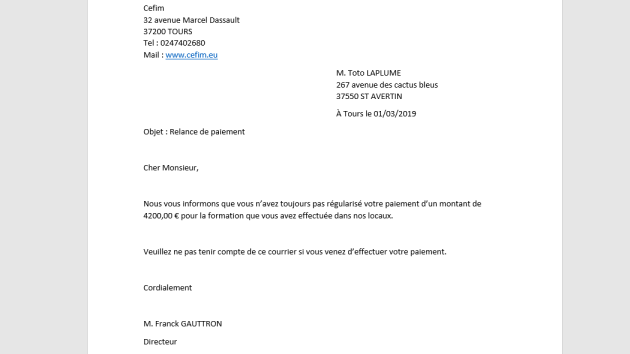 Cefim
32 avenue Marcel Dassault
37200 TOURS
Tel : 0247402680
Mail : www.cefim.eu
M. Toto LAPLUME
267 avenue des cactus bleus
37550 ST AVERTIN
À Tours le 01/03/2019
Objet : Relance de paiement
Cher Monsieur,
Nous vous informons que vous n’avez toujours pas régularisé votre paiement d’un montant de
4200,00 € pour la formation que vous avez effectuée dans nos locaux.
Veuillez ne pas tenir compte de ce courrier si vous venez d’effectuer votre paiement.
Cordialement
M. Franck GAUTTRON
Directeur